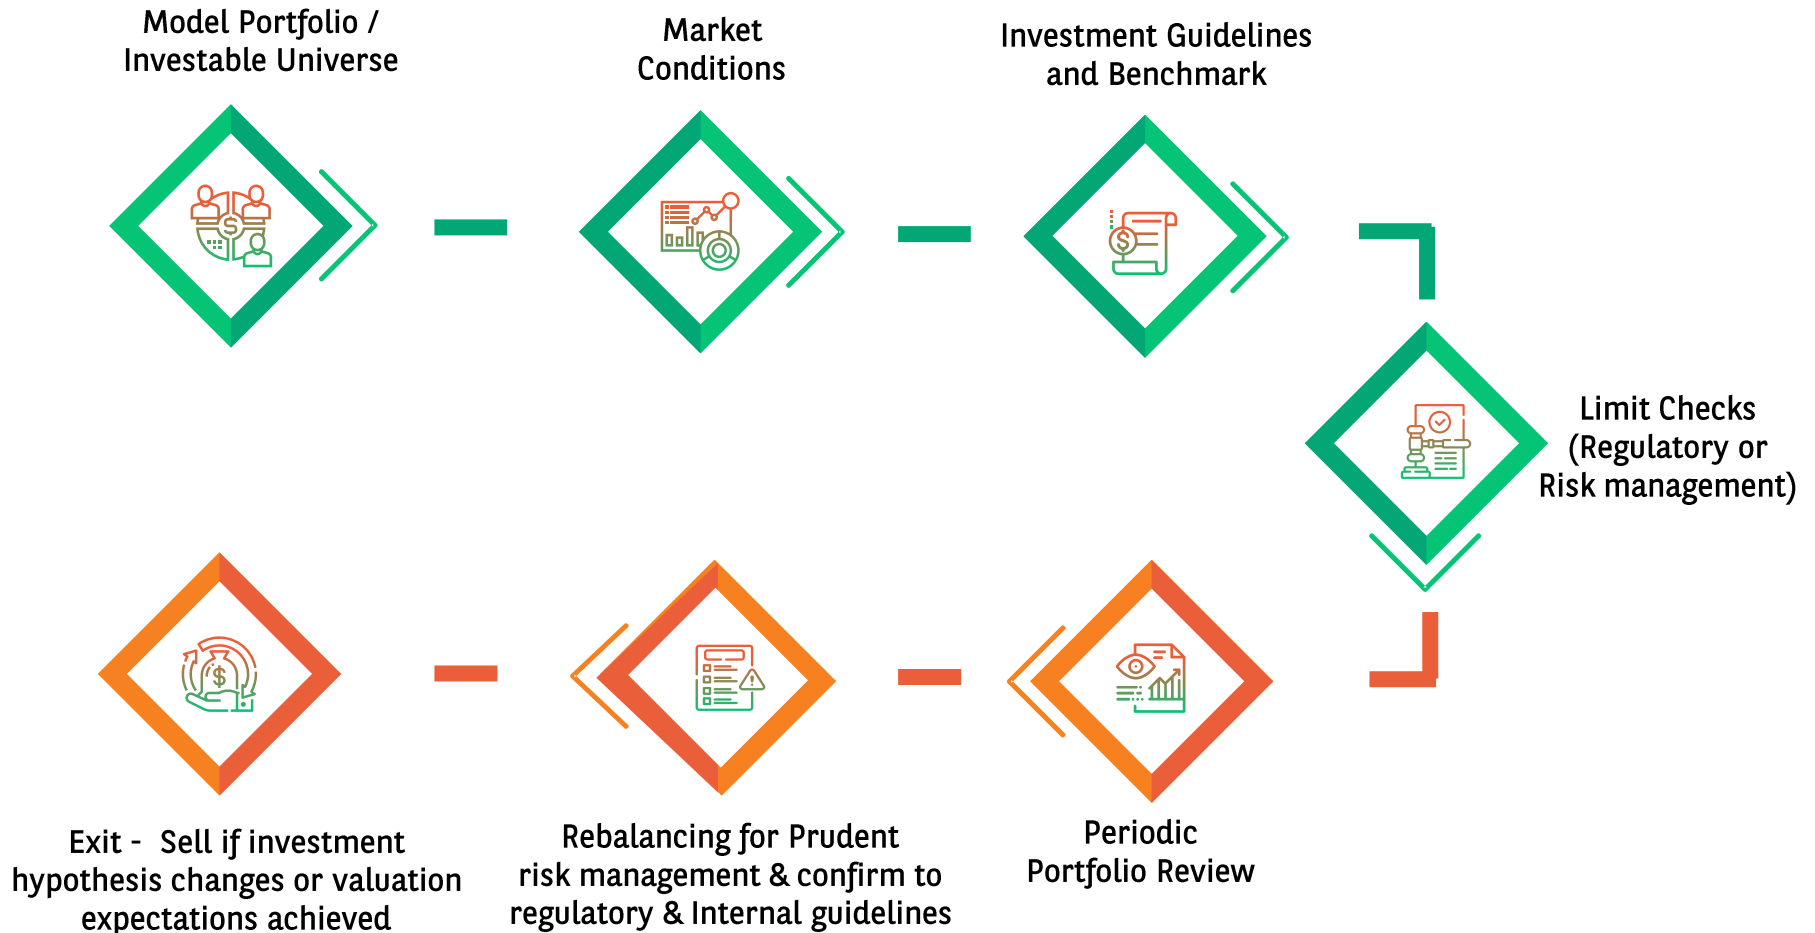 Model Portfolio /
Investable Universe
Market
Conditions
Investment Guidelines
and Benchmark
Limit Checks
(Regulatory or
Risk management)
Periodic
Portfolio Review
Rebalancing for Prudent
risk management & confirm to
regulatory & Internal guidelines
Exit -  Sell if investment
hypothesis changes or valuation
expectations achieved